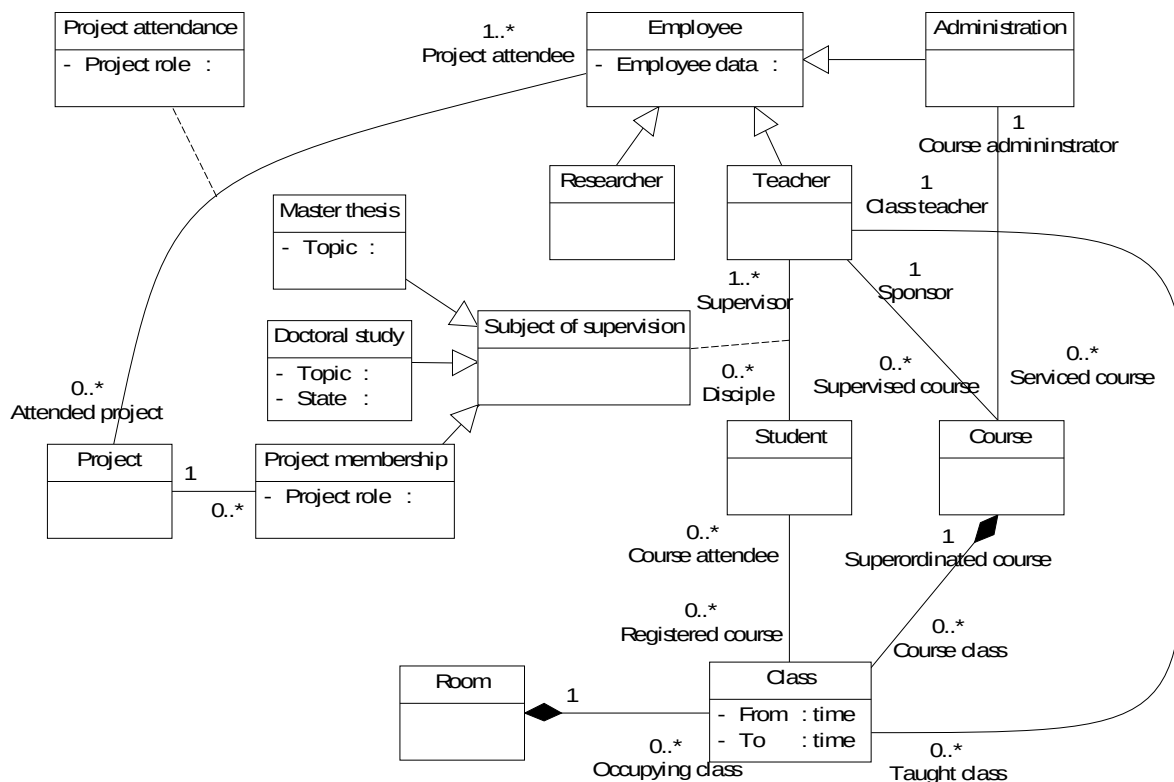 Project attendance
- Project role :
1..*
Project attendee
Employee
- Employee data :
Administration
1
Course admininstrator
Researcher
Teacher
1
Class teacher
Master thesis
- Topic :
1..*
Supervisor
1
Sponsor
Subject of supervision
Doctoral study
- Topic :
- State :
0..*
Disciple
0..*
Supervised course
0..*
Serviced course
0..*
Attended project
Project
1
0..*
Project membership
- Project role :
Student
Course
0..*
Course attendee
1
Superordinated course
0..*
Registered course
0..*
Course class
Room
1
0..*
Occupying class
Class
- From : time
- To : time
0..*
Taught class